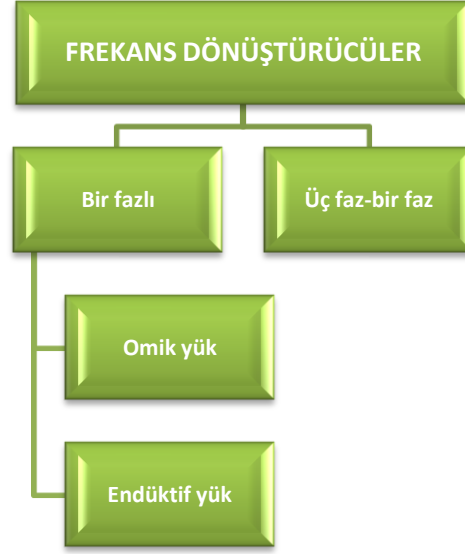 FREKANS DÖNÜŞTÜRÜCÜLER
Bir fazlı
Üç faz-bir faz
Omik yük
Endüktif yük